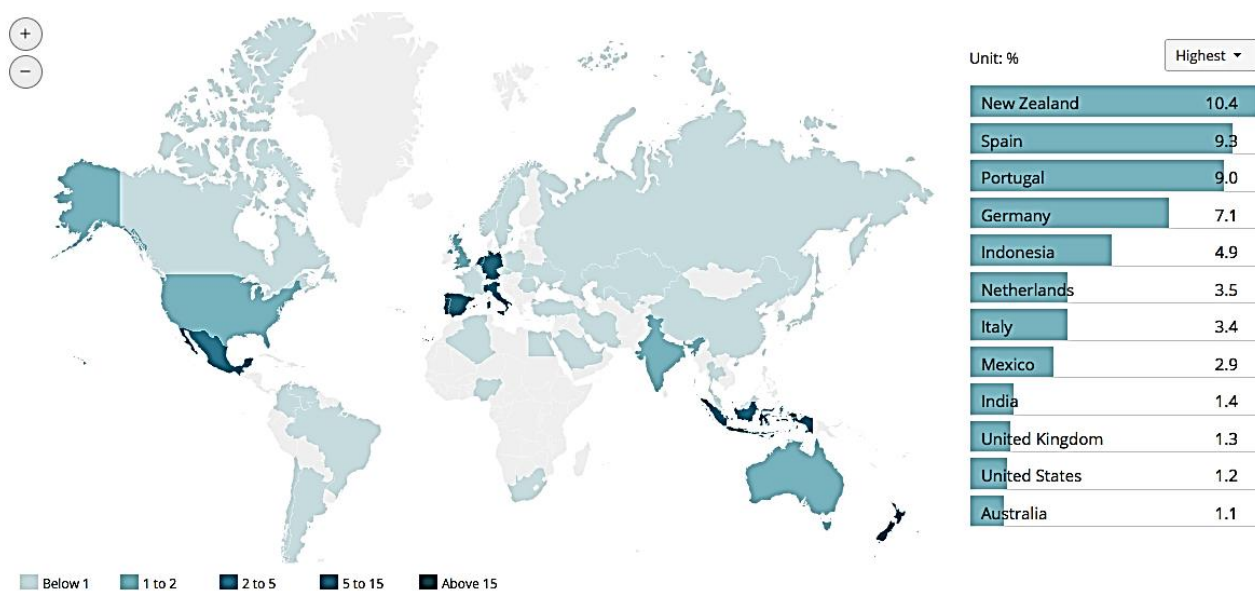 +
−
Unit: %
Highest
New Zealand 10.4
Spain 9.3
Portugal 9.0
Germany 7.1
Indonesia 4.9
Netherlands 3.5
Italy 3.4
Mexico 2.9
India 1.4
United Kingdom 1.3
United States 1.2
Australia 1.1
Below 1 1 to 2 2 to 5 5 to 15 Above 15